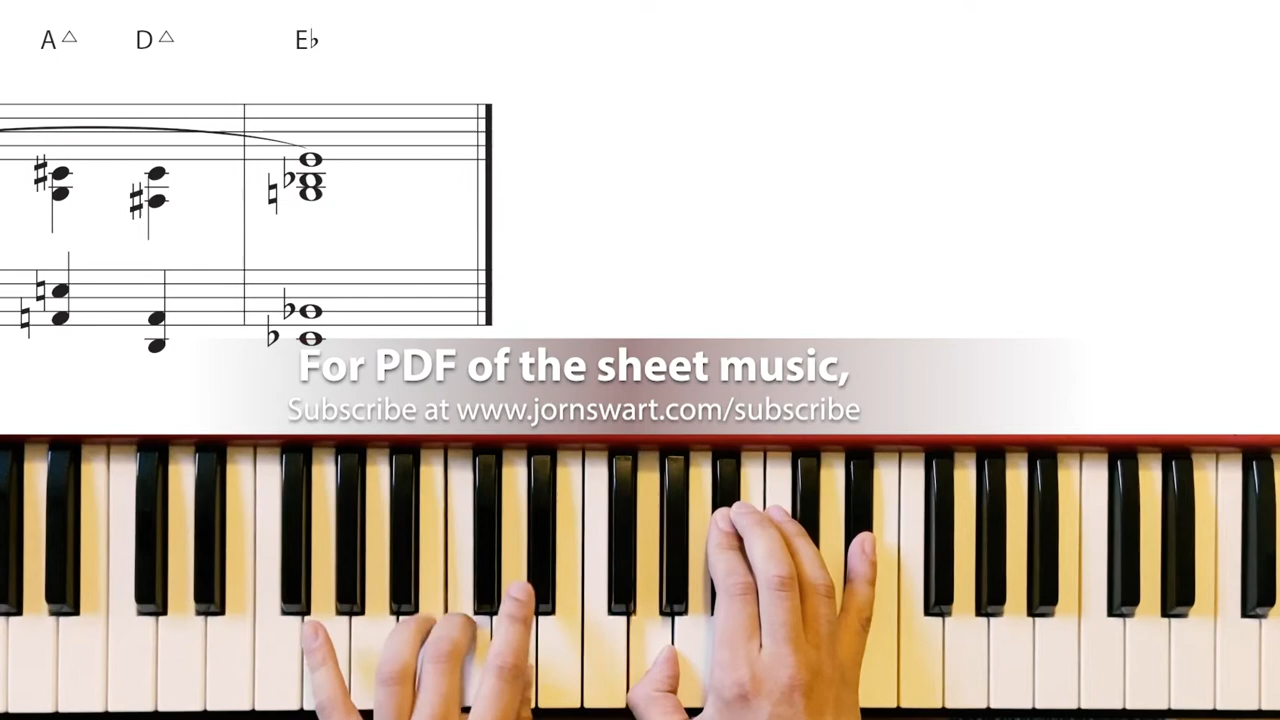 A△ D△ E♭
For PDF of the sheet music,
Subscribe at www.jornswart.com/subscribe